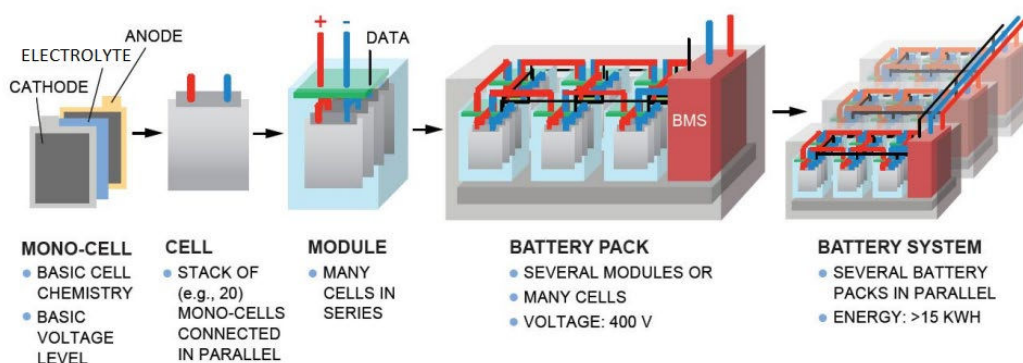 + -
ANODE
DATA
ELECTROLYTE
CATHODE
BMS
MONO-CELL
BASIC CELL
CHEMISTRY
BASIC
VOLTAGE
LEVEL
CELL
STACK OF
(e.g., 20)
MONO-CELLS
CONNECTED
IN PARALLEL
MODULE
MANY
CELLS IN
SERIES
BATTERY PACK
SEVERAL MODULES OR
MANY CELLS
VOLTAGE: 400 V
BATTERY SYSTEM
SEVERAL BATTERY
PACKS IN PARALLEL
ENERGY: >15 KWH